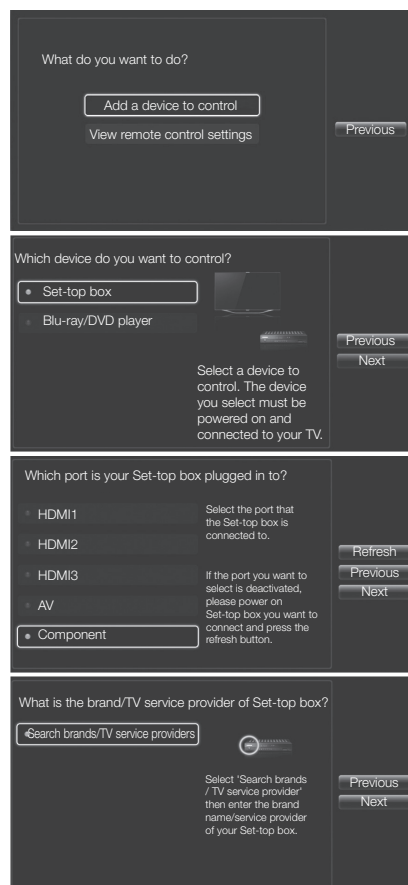 What do you want to do?
Add a device to control
View remote control settings
Previous
Which device do you want to control?
Set-top box
Blu-ray/DVD player
Select a device to
control. The device
you select must be
powered on and
connected to your TV.
Previous
Next
Which port is your Set-top box plugged in to?
HDMI1
HDMI2
HDMI3
AV
Component
Select the port that
the Set-top box is
connected to.
If the port you want to
select is deactivated,
please power on
Set-top box you want to
connect and press the
refresh button.
Refresh
Previous
Next
What is the brand/TV service provider of Set-top box?
Search brands/TV service providers
Select 'Search brands
/ TV service provider'
then enter the brand
name/service provider
of your Set-top box.
Previous
Next